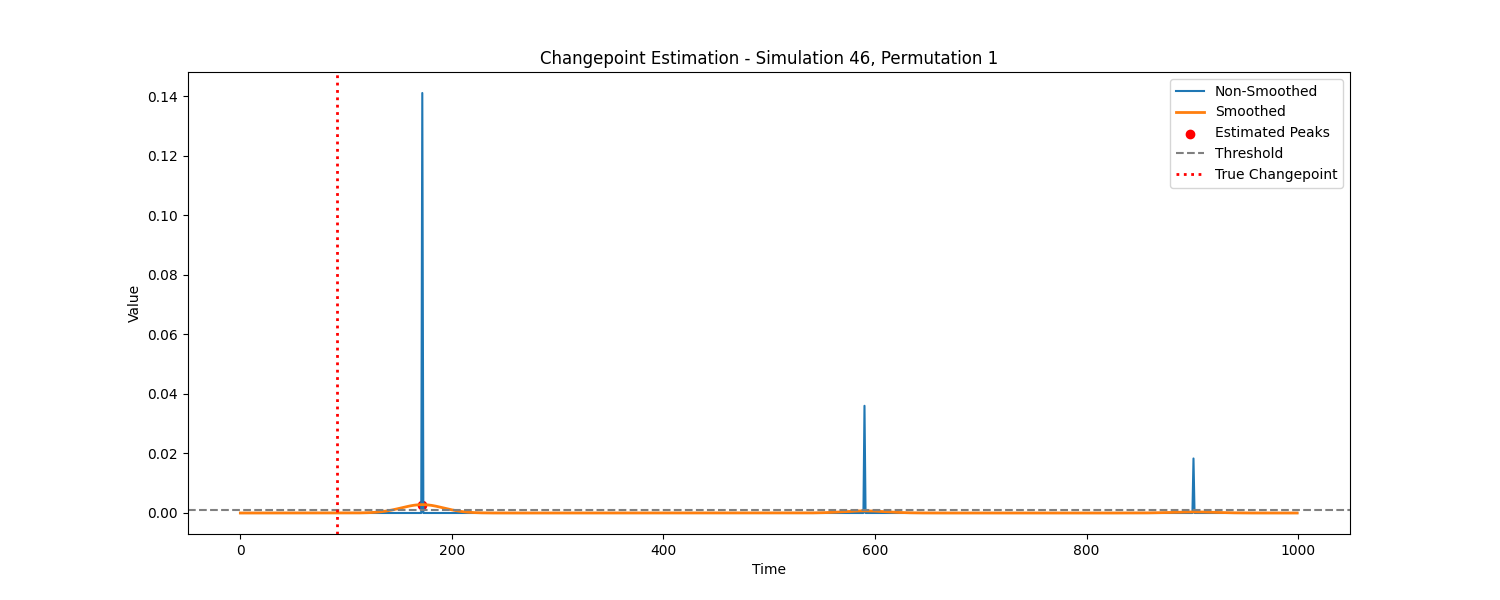 Changepoint Estimation - Simulation 46, Permutation 1
Non-Smoothed
Smoothed
Estimated Peaks
Threshold
True Changepoint
0.14
0.12
0.10
0.08
0.06
0.04
0.02
0.00
Value
0 200 400 600 800 1000
Time